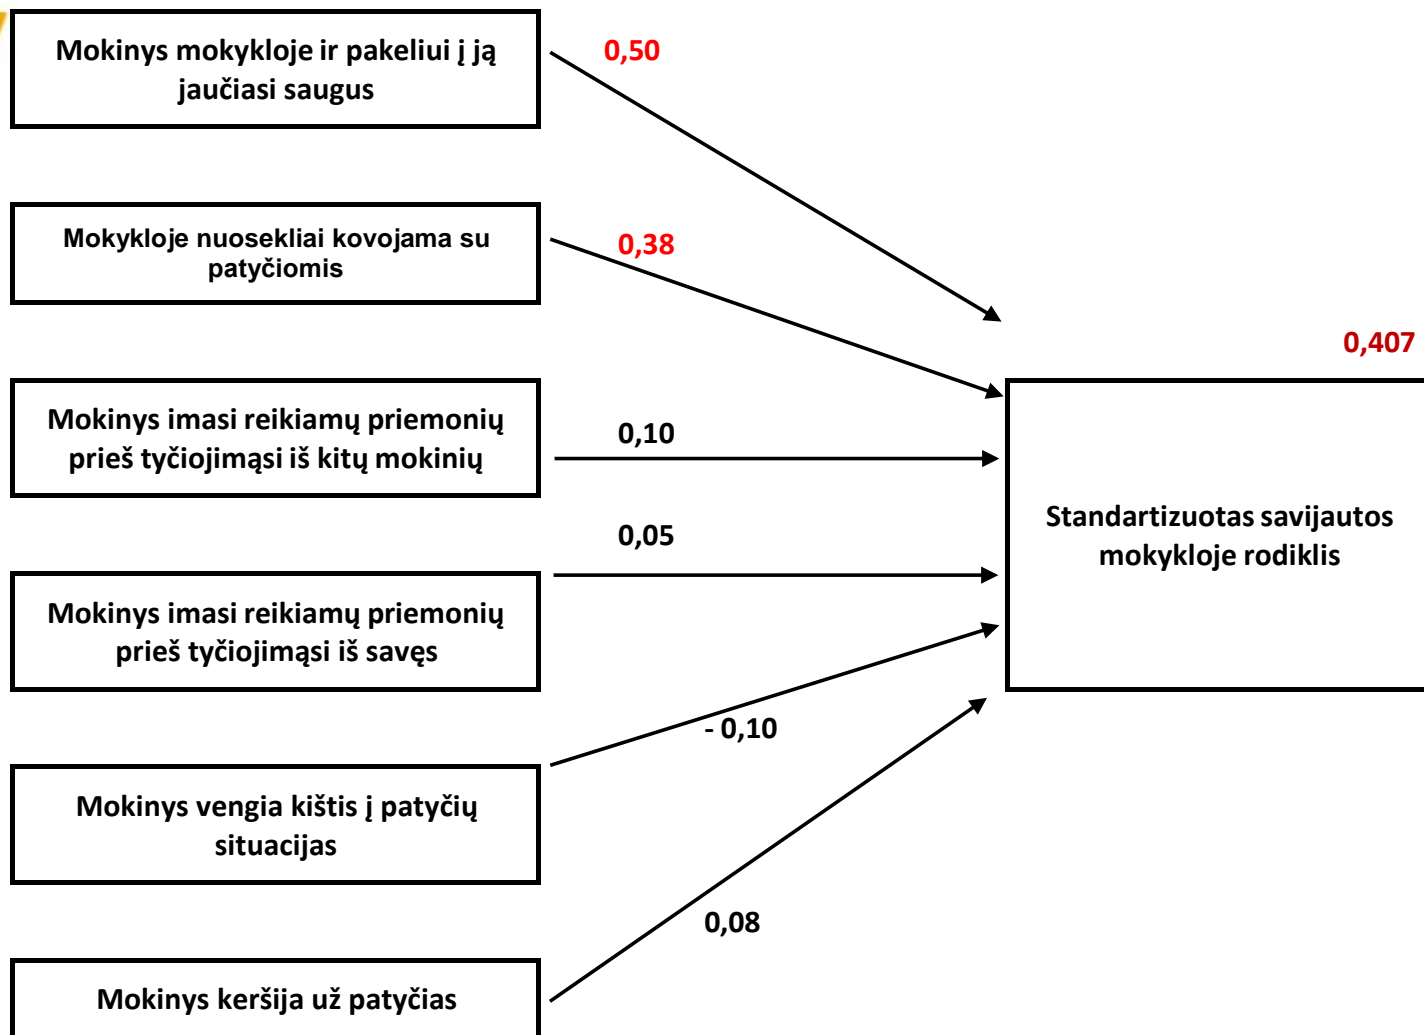 Mokinys mokykloje ir pakeliui į ją
jaučiasi saugus
0,50
Mokykloje nuosekliai kovojama su
patyčiomis
0,38
0,407
Mokinys imasi reikiamų priemonių
prieš tyčiojimąsi iš kitų mokinių
0,10
Standartizuotas savijautos
mokykloje rodiklis
0,05
Mokinys imasi reikiamų priemonių
prieš tyčiojimąsi iš savęs
- 0,10
Mokinys vengia kištis į patyčių
situacijas
0,08
Mokinys keršija už patyčias